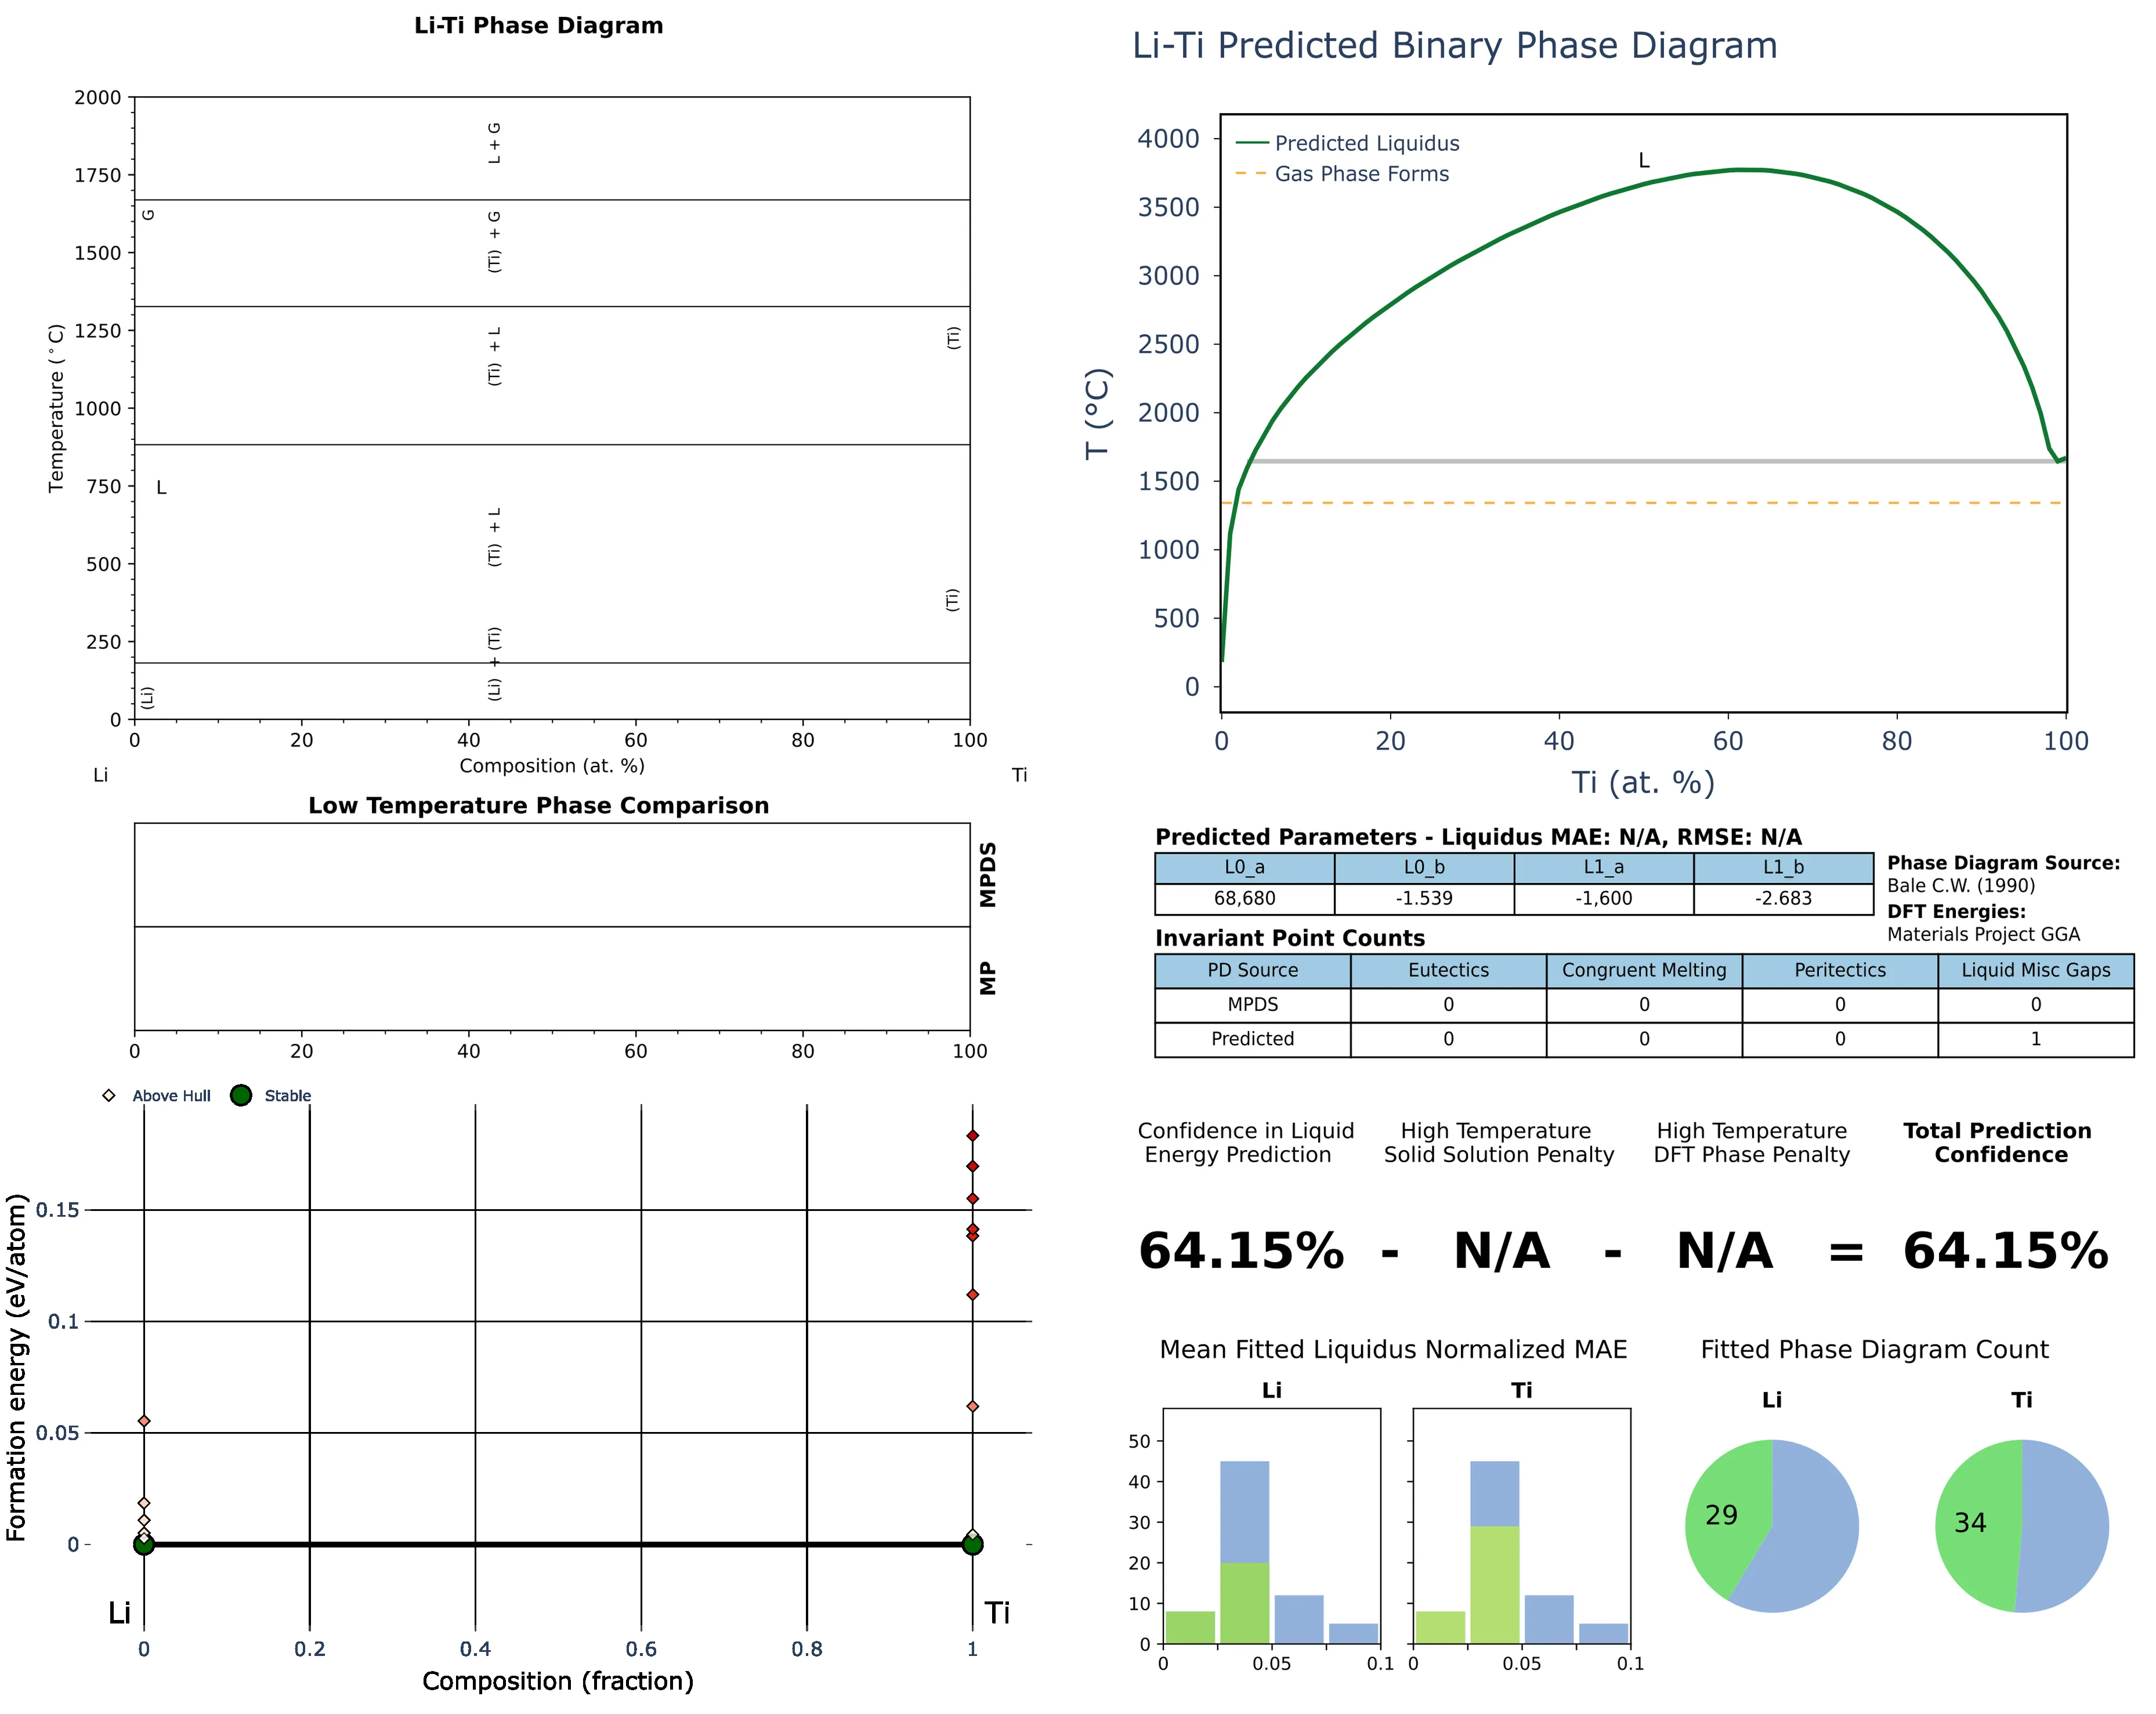 Li-Ti Phase Diagram
2000
1750
1500
1250
1000
750
500
250
0
Temperature (°C)
L + G
G
(Ti) + G
(Ti) + L
(Ti)
L
(Ti) + L
(Ti)
(Li) + (Ti)
(Li)
0 20 40 60 80 100
Composition (at. %)
Li Ti
Low Temperature Phase Comparison
MPDS
MP
0 20 40 60 80 100
Above Hull Stable
Formation energy (eV/atom)
0.15
0.1
0.05
0
Li Ti
0 0.2 0.4 0.6 0.8 1
Composition (fraction)
Li-Ti Predicted Binary Phase Diagram
Predicted Liquidus
Gas Phase Forms
L
4000
3500
3000
2500
2000
1500
1000
500
0
T (°C)
0 20 40 60 80 100
Ti (at. %)
Predicted Parameters - Liquidus MAE: N/A, RMSE: N/A
L0_a L0_b L1_a L1_b
68,680 -1.539 -1,600 -2.683
Phase Diagram Source:
Bale C.W. (1990)
DFT Energies:
Materials Project GGA
Invariant Point Counts
PD Source Eutectics Congruent Melting Peritectics Liquid Misc Gaps
MPDS 0 0 0 0
Predicted 0 0 0 1
Confidence in Liquid Energy Prediction
High Temperature Solid Solution Penalty
High Temperature DFT Phase Penalty
Total Prediction Confidence
64.15% - N/A - N/A = 64.15%
Mean Fitted Liquidus Normalized MAE
Li Ti
50
40
30
20
10
0
0 0.05 0.1 0 0.05 0.1
Fitted Phase Diagram Count
Li Ti
29 34